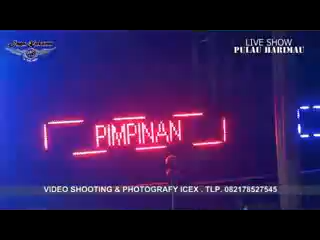 LIVE SHOW
PULAU HARIMAU
PIMPINAN
VIDEO SHOOTING & PHOTOGRAFY ICEX . TLP. 082178527545